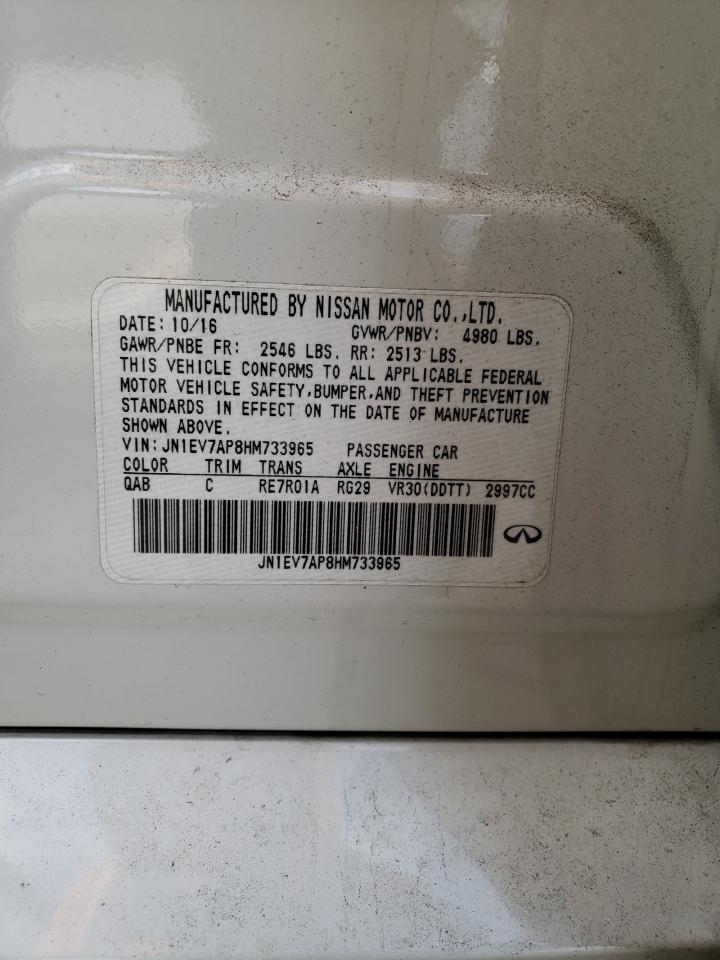 MANUFACTURED BY NISSAN MOTOR CO.,LTD.
DATE: 10/16 GVWR/PNBV: 4980 LBS.
GAWR/PNBE FR: 2546 LBS. RR: 2513 LBS.
THIS VEHICLE CONFORMS TO ALL APPLICABLE FEDERAL
MOTOR VEHICLE SAFETY,BUMPER,AND THEFT PREVENTION
STANDARDS IN EFFECT ON THE DATE OF MANUFACTURE
SHOWN ABOVE.
VIN: JN1EV7AP8HM733965 PASSENGER CAR
COLOR TRIM TRANS AXLE ENGINE
QAB C RE7R01A RG29 VR30(DDTT) 2997CC
JN1EV7AP8HM733965